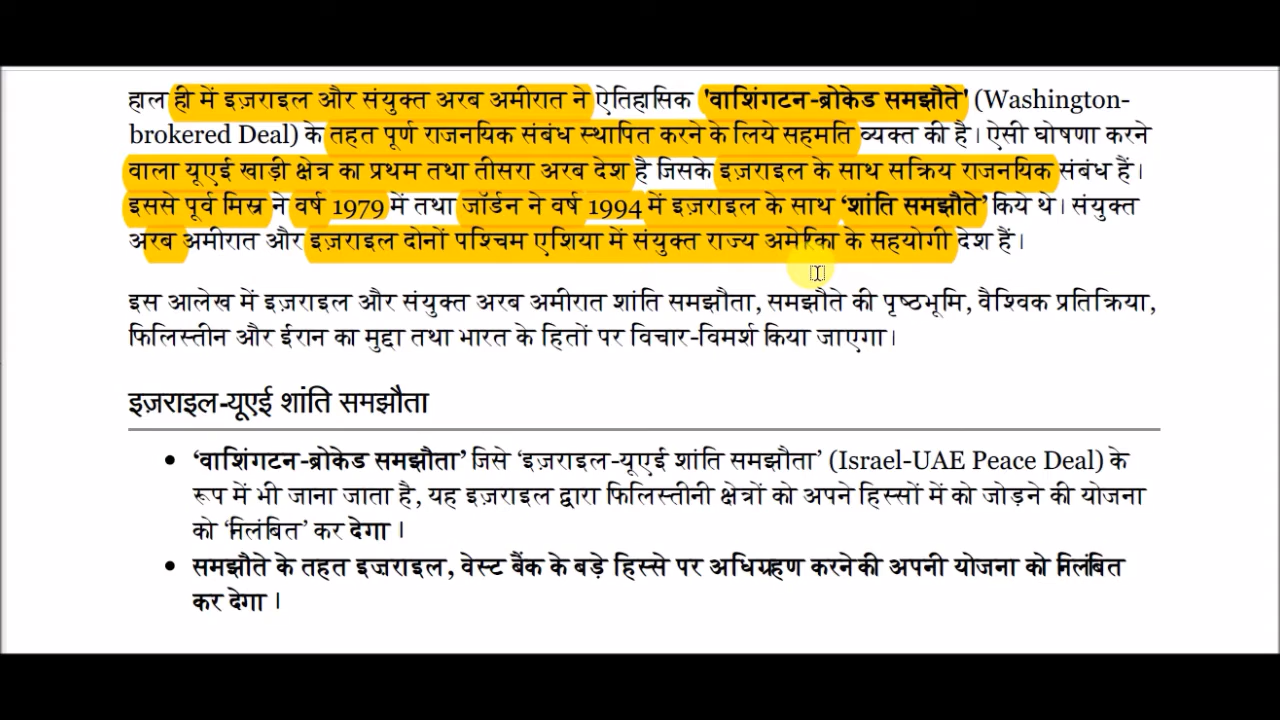 हाल ही में इज़राइल और संयुक्त अरब अमीरात ने ऐतिहासिक 'वाशिंगटन-ब्रोकेड समझौते' (Washington-
brokered Deal) के तहत पूर्ण राजनयिक संबंध स्थापित करने के लिये सहमति व्यक्त की है। ऐसी घोषणा करने
वाला यूएई खाड़ी क्षेत्र का प्रथम तथा तीसरा अरब देश है जिसके इज़राइल के साथ सक्रिय राजनयिक संबंध हैं।
इससे पूर्व मिस्र ने वर्ष 1979 में तथा जॉर्डन ने वर्ष 1994 में इज़राइल के साथ ‘शांति समझौते’ किये थे। संयुक्त
अरब अमीरात और इज़राइल दोनों पश्चिम एशिया में संयुक्त राज्य अमेरिका के सहयोगी देश हैं।
इस आलेख में इज़राइल और संयुक्त अरब अमीरात शांति समझौता, समझौते की पृष्ठभूमि, वैश्विक प्रतिक्रिया,
फिलिस्तीन और ईरान का मुद्दा तथा भारत के हितों पर विचार-विमर्श किया जाएगा।
इज़राइल-यूएई शांति समझौता
• ‘वाशिंगटन-ब्रोकेड समझौता’ जिसे ‘इज़राइल-यूएई शांति समझौता’ (Israel-UAE Peace Deal) के
रूप में भी जाना जाता है, यह इज़राइल द्वारा फिलिस्तीनी क्षेत्रों को अपने हिस्सों में को जोड़ने की योजना
को ‘निलंबित’ कर देगा।
• समझौते के तहत इज़राइल, वेस्ट बैंक के बड़े हिस्से पर अधिग्रहण करने की अपनी योजना को निलंबित
कर देगा।